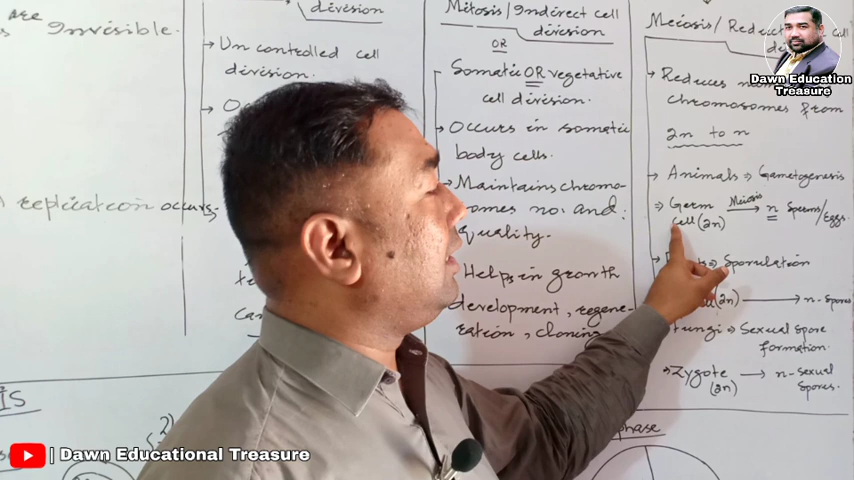 are
Invisible.
replication occurs.
division
Uncontrolled cell
division.
Mitosis/Indirect cell
division
OR
Somatic OR vegetative
cell division.
Occurs in somatic
body cells.
Maintains chromo-
somes no. and
quality.
Helps in growth
development, regene-
ration, cloning
Meiosis/
cell
Reduces
chromosomes from
2n to n
Animals ⇒ Gametogenesis
⇒ Germ Meiosis → n Sperms/Eggs.
cell (2n)
⇒ Sporulation
(2n) → n-spores
Fungi ⇒ Sexual spore
formation.
Zygote → n-sexual
(2n) spores.
phase
Dawn Education
Treasure
| Dawn Educational Treasure